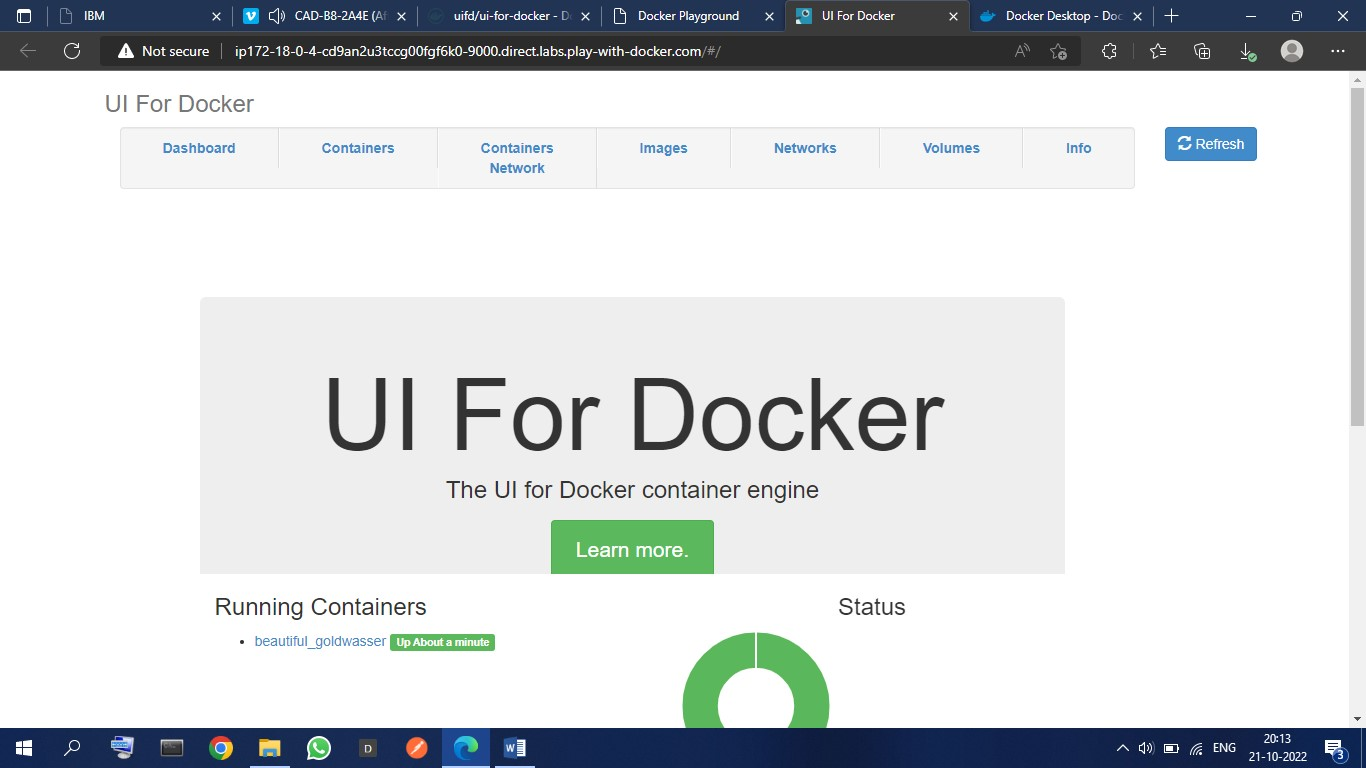 IBM
CAD-B8-2A4E (Af
uifd/ui-for-docker - D
Docker Playground
UI For Docker
Docker Desktop - Doc
Not secure
ip172-18-0-4-cd9an2u3tccg00fgf6k0-9000.direct.labs.play-with-docker.com/#/
UI For Docker
Dashboard
Containers
Containers
Network
Images
Networks
Volumes
Info
Refresh
UI For Docker
The UI for Docker container engine
Learn more.
Running Containers
Status
beautiful_goldwasser Up About a minute
ENG
20:13
21-10-2022
3